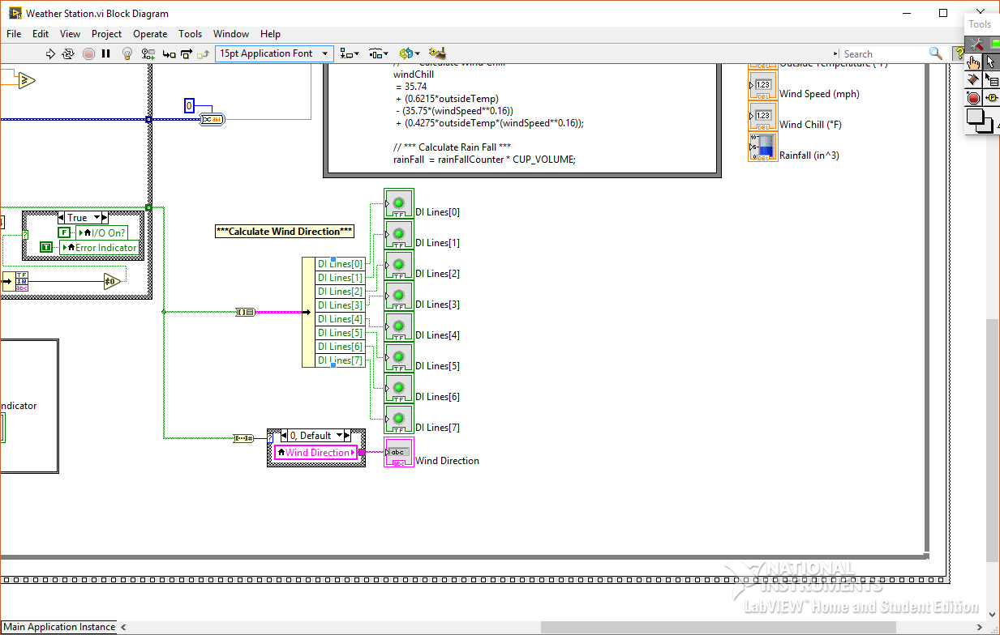 Weather Station.vi Block Diagram
File Edit View Project Operate Tools Window Help
Tools
15pt Application Font
Search
windChill
= 35.74
+ (0.6215*outsideTemp)
- (35.75*(windSpeed**0.16))
+ (0.4275*outsideTemp*(windSpeed**0.16));
// *** Calculate Rain Fall ***
rainFall = rainFallCounter * CUP_VOLUME;
1.23
DBL
Wind Speed (mph)
1.23
DBL
Wind Chill (°F)
10
5
0
DBL
Rainfall (in^3)
0
dbl
True
F
I/O On?
T
Error Indicator
TF
abc
≠0
***Calculate Wind Direction***
DI Lines[0]
DI Lines[1]
DI Lines[2]
DI Lines[3]
DI Lines[4]
DI Lines[5]
DI Lines[6]
DI Lines[7]
TF
DI Lines[0]
TF
DI Lines[1]
TF
DI Lines[2]
TF
DI Lines[3]
TF
DI Lines[4]
TF
DI Lines[5]
TF
DI Lines[6]
TF
DI Lines[7]
ndicator
?
0, Default
Wind Direction
abc
abc
Wind Direction
NATIONAL
INSTRUMENTS
LabVIEW™ Home and Student Edition
Main Application Instance